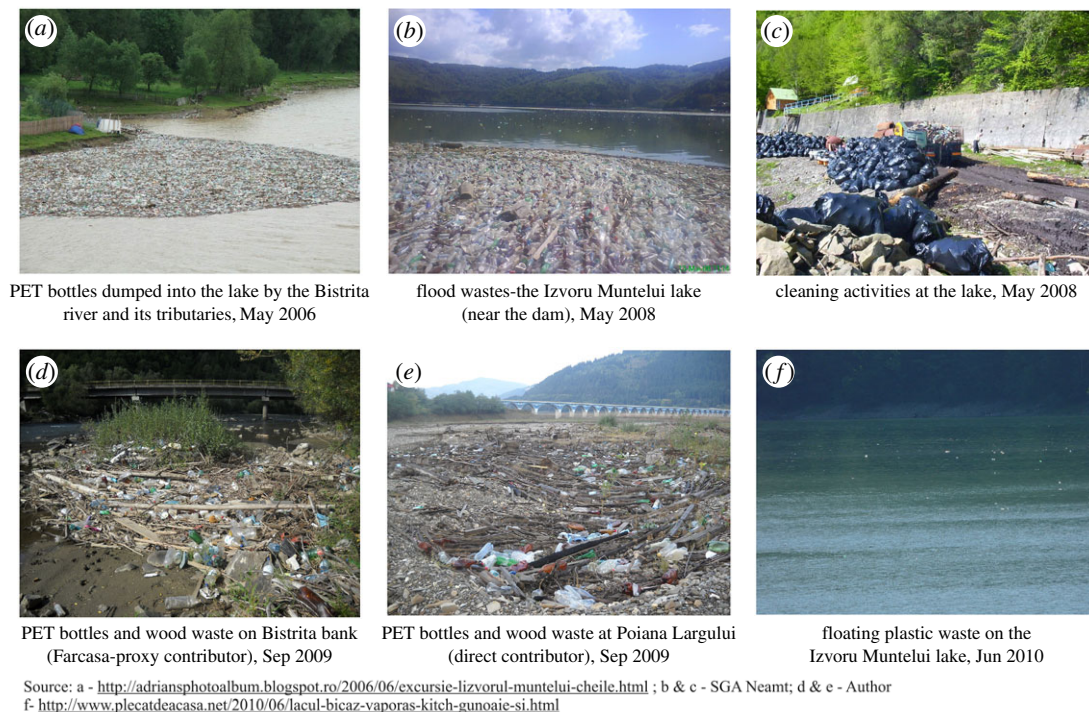 (a)
(b)
(c)
PET bottles dumped into the lake by the Bistrita
river and its tributaries, May 2006
flood wastes-the Izvoru Muntelui lake
(near the dam), May 2008
cleaning activities at the lake, May 2008
(d)
(e)
(f)
PET bottles and wood waste on Bistrita bank
(Farcasa-proxy contributor), Sep 2009
PET bottles and wood waste at Poiana Largului
(direct contributor), Sep 2009
floating plastic waste on the
Izvoru Muntelui lake, Jun 2010
Source: a - http://adriansphotoalbum.blogspot.ro/2006/06/excursie-lizvorul-muntelui-cheile.html ; b & c - SGA Neamt; d & e - Author
f- http://www.plecatdeacasa.net/2010/06/lacul-bicaz-vaporas-kitch-gunoaie-si.html